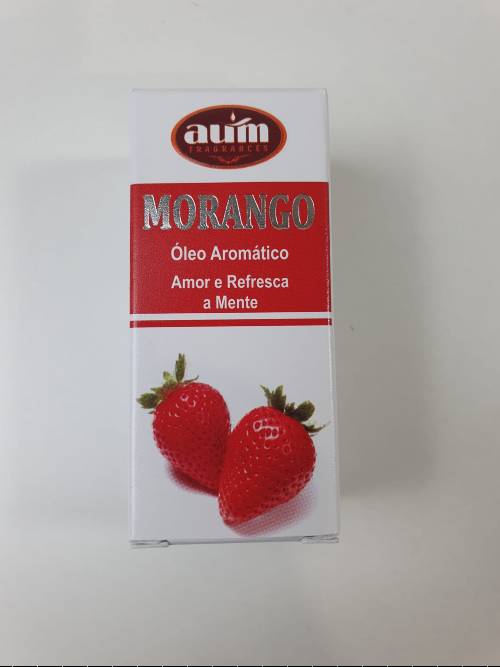 aum
FRAGRANCES
MORANGO
Óleo Aromático
Amor e Refresca
a Mente